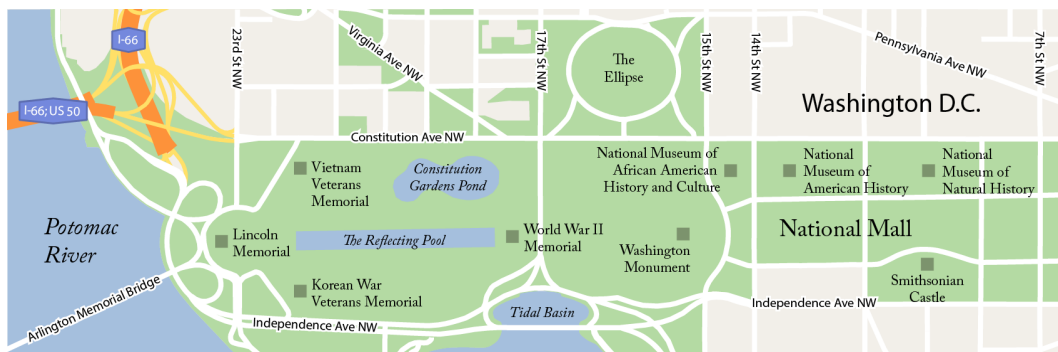 I-66
I-66; US 50
23rd St NW
Virginia Ave NW
17th St NW
The
Ellipse
15th St NW
14th St NW
Pennsylvania Ave NW
7th St NW
Washington D.C.
Constitution Ave NW
Vietnam
Veterans
Memorial
Constitution
Gardens Pond
National Museum of
African American
History and Culture
National
Museum of
American History
National
Museum of
Natural History
Potomac
River
Lincoln
Memorial
The Reflecting Pool
World War II
Memorial
Washington
Monument
National Mall
Smithsonian
Castle
Korean War
Veterans Memorial
Arlington Memorial Bridge
Independence Ave NW
Tidal Basin
Independence Ave NW